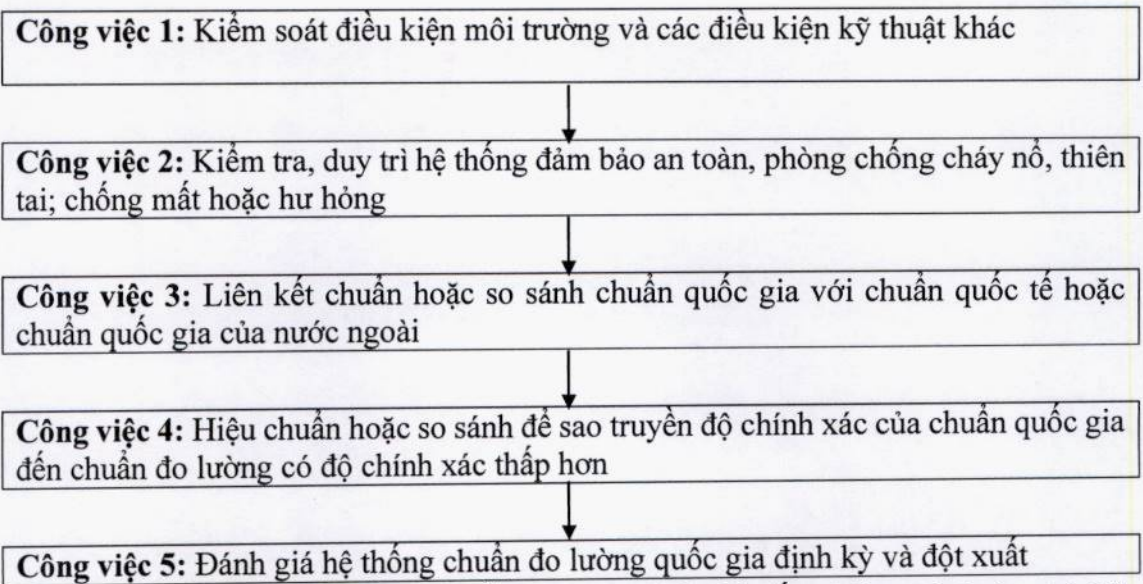 Công việc 1: Kiểm soát điều kiện môi trường và các điều kiện kỹ thuật khác
Công việc 2: Kiểm tra, duy trì hệ thống đảm bảo an toàn, phòng chống cháy nổ, thiên
tai; chống mất hoặc hư hỏng
Công việc 3: Liên kết chuẩn hoặc so sánh chuẩn quốc gia với chuẩn quốc tế hoặc
chuẩn quốc gia của nước ngoài
Công việc 4: Hiệu chuẩn hoặc so sánh để sao truyền độ chính xác của chuẩn quốc gia
đến chuẩn đo lường có độ chính xác thấp hơn
Công việc 5: Đánh giá hệ thống chuẩn đo lường quốc gia định kỳ và đột xuất